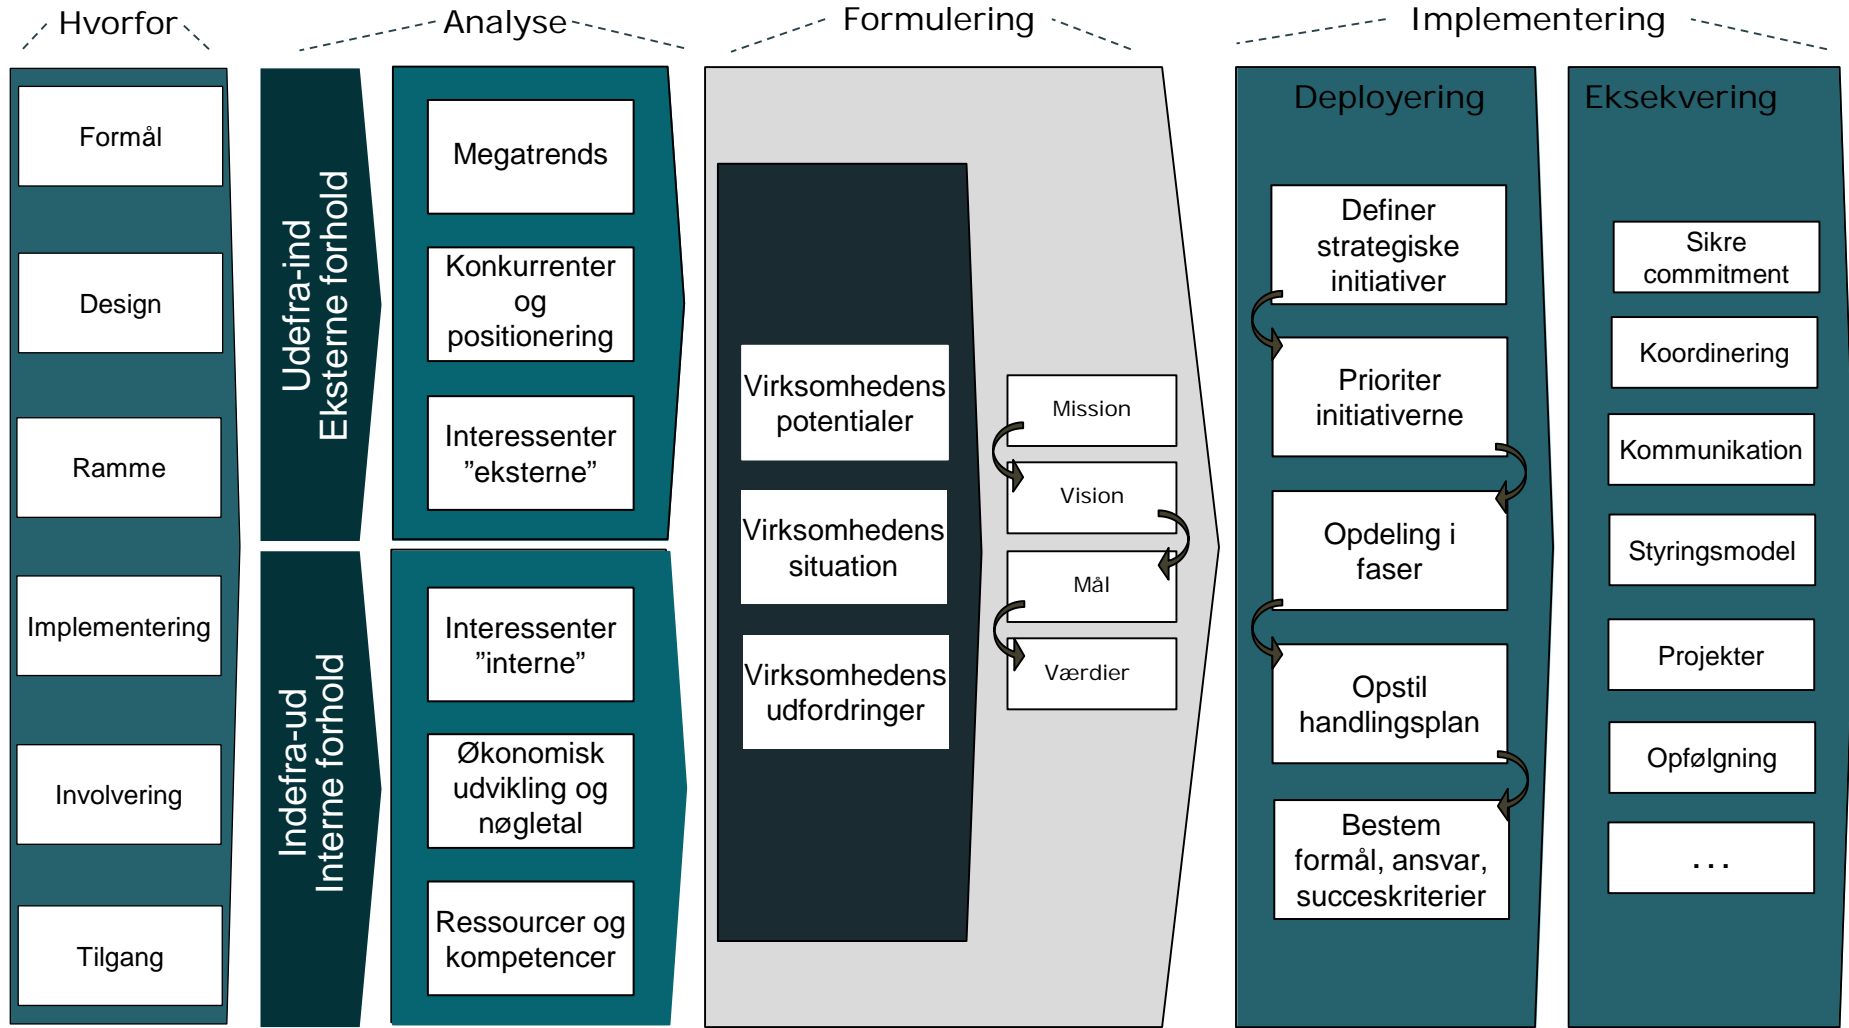 Hvorfor
Analyse
Formulering
Implementering
Formål
Design
Ramme
Implementering
Involvering
Tilgang
Udefra-ind
Eksterne forhold
Indefra-ud
Interne forhold
Megatrends
Konkurrenter
og
positionering
Interessenter
”eksterne”
Interessenter
”interne”
Økonomisk
udvikling og
nøgletal
Ressourcer og
kompetencer
Virksomhedens
potentialer
Virksomhedens
situation
Virksomhedens
udfordringer
Mission
Vision
Mål
Værdier
Deployering
Definer
strategiske
initiativer
Prioriter
initiativerne
Opdeling i
faser
Opstil
handlingsplan
Bestem
formål, ansvar,
succeskriterier
Eksekvering
Sikre
commitment
Koordinering
Kommunikation
Styringsmodel
Projekter
Opfølgning
...